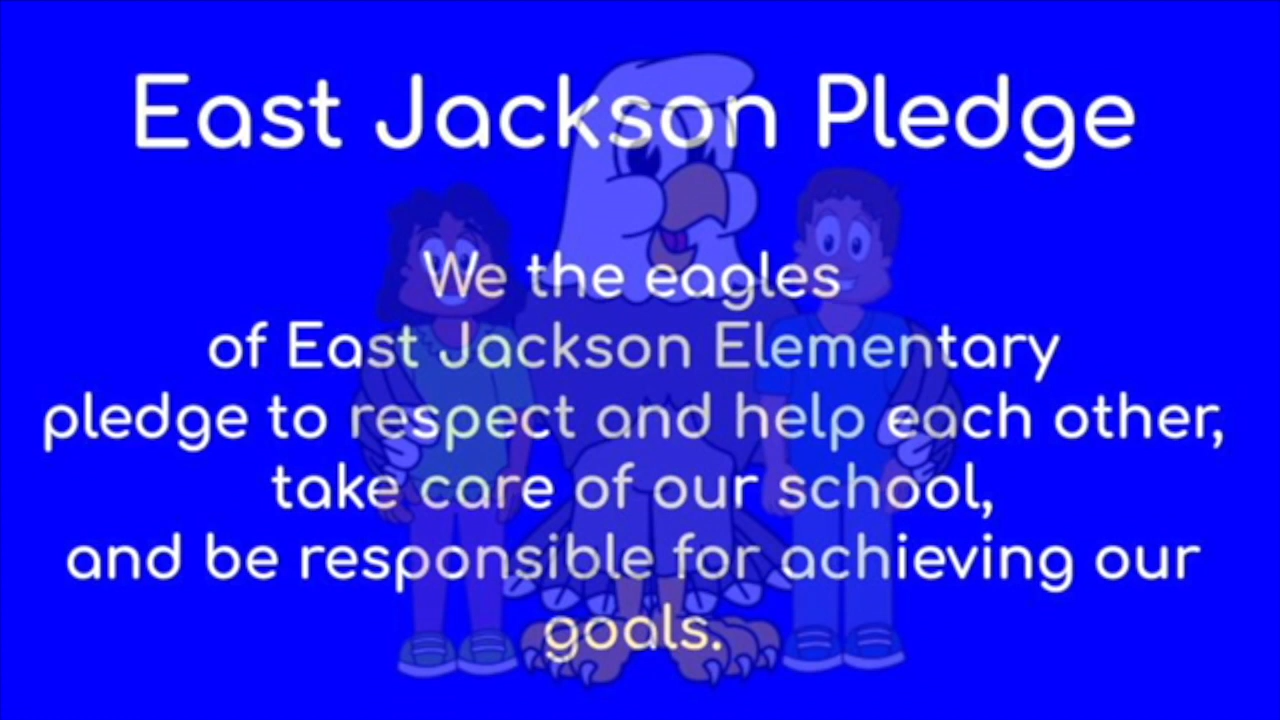 East Jackson Pledge
We the eagles
of East Jackson Elementary
pledge to respect and help each other,
take care of our school,
and be responsible for achieving our
goals.